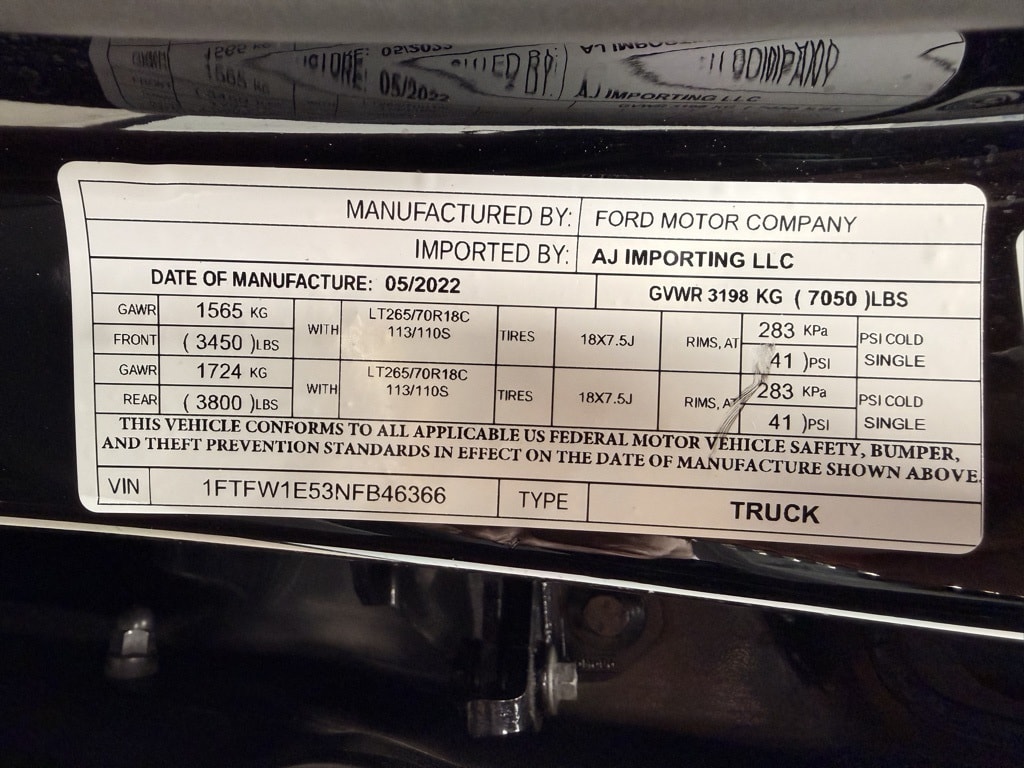 MANUFACTURED BY: FORD MOTOR COMPANY
IMPORTED BY: AJ IMPORTING LLC
DATE OF MANUFACTURE: 05/2022 GVWR 3198 KG ( 7050 )LBS
GAWR 1565 KG WITH LT265/70R18C TIRES 18X7.5J RIMS, AT 283 KPa PSI COLD
FRONT ( 3450 )LBS 113/110S 41 )PSI SINGLE
GAWR 1724 KG WITH LT265/70R18C TIRES 18X7.5J RIMS, AT 283 KPa PSI COLD
REAR ( 3800 )LBS 113/110S 41 )PSI SINGLE
THIS VEHICLE CONFORMS TO ALL APPLICABLE US FEDERAL MOTOR VEHICLE SAFETY, BUMPER,
AND THEFT PREVENTION STANDARDS IN EFFECT ON THE DATE OF MANUFACTURE SHOWN ABOVE.
VIN 1FTFW1E53NFB46366 TYPE TRUCK